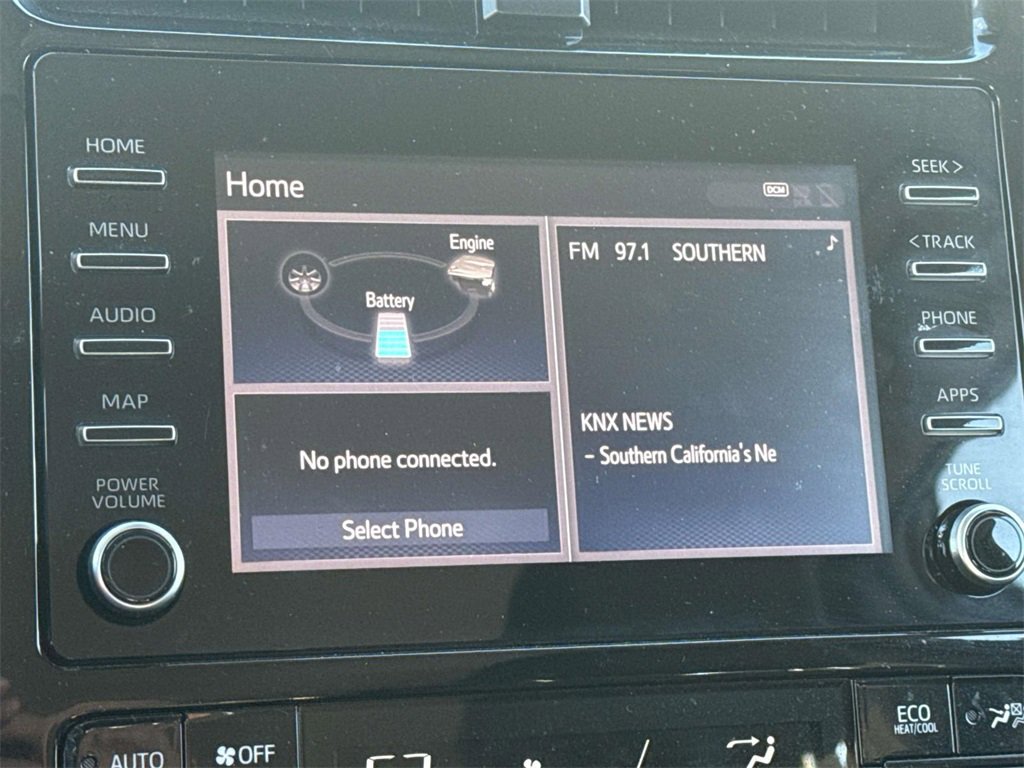 HOME
MENU
AUDIO
MAP
POWER
VOLUME
Home
DCM
Engine
Battery
No phone connected.
Select Phone
FM 97.1 SOUTHERN
KNX NEWS
- Southern California's Ne
SEEK >
< TRACK
PHONE
APPS
TUNE
SCROLL
AUTO
OFF
ECO
HEAT/COOL